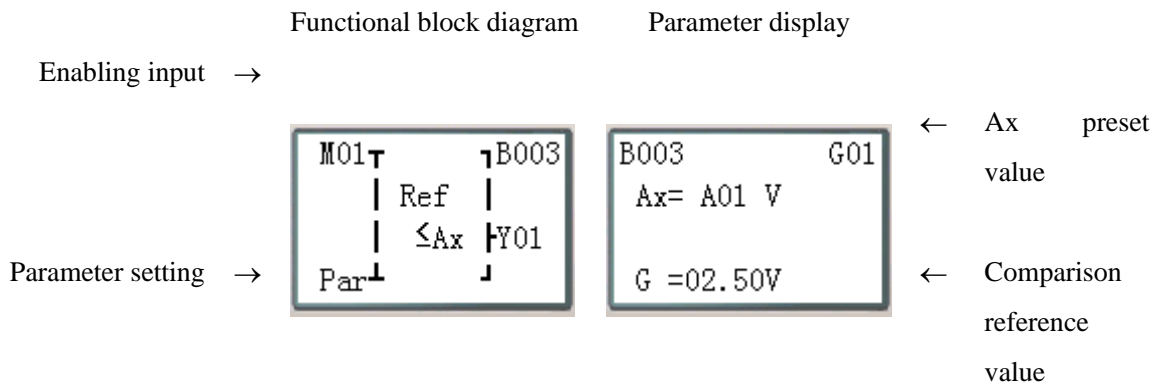 Functional block diagram Parameter display
Enabling input →
← Ax preset
value
M01 B003
Ref
≤Ax Y01
Par
B003 G01
Ax= A01 V
G =02.50V
Parameter setting →
← Comparison
reference
value